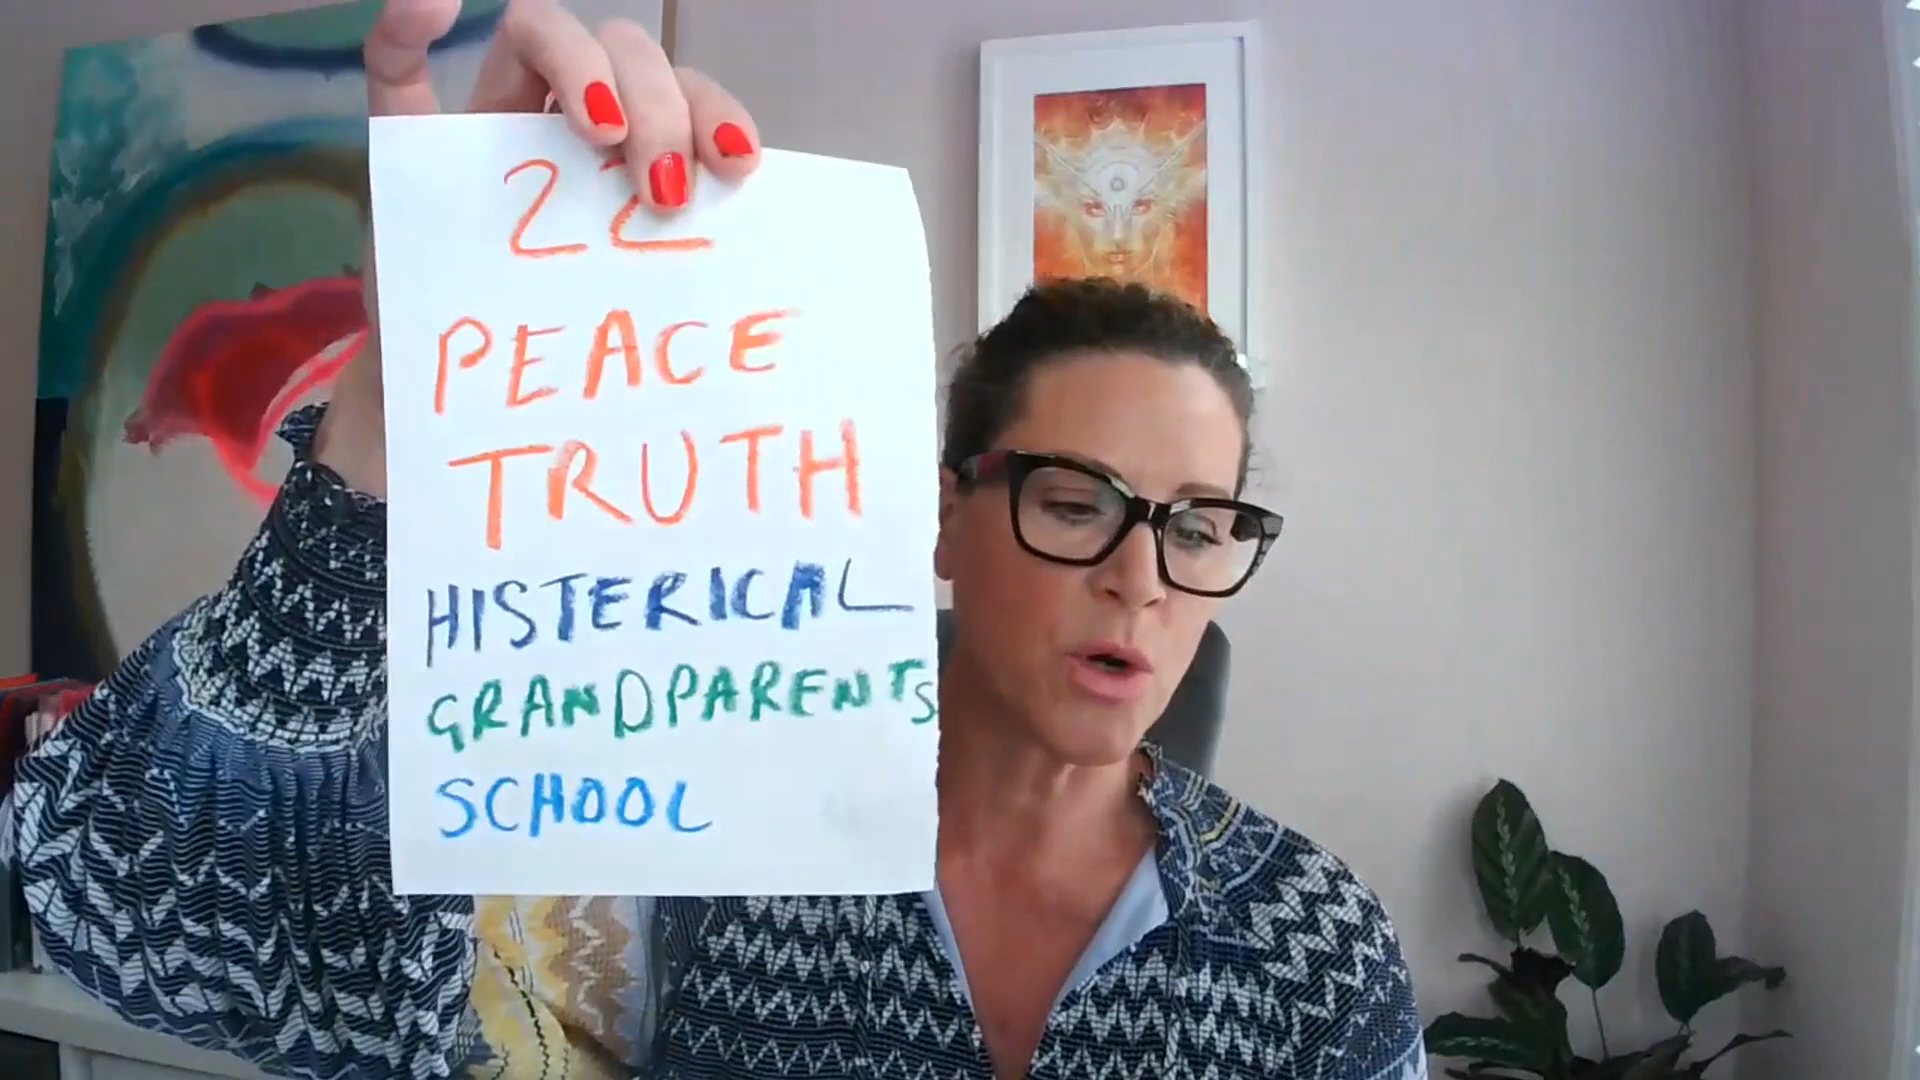 22
PEACE
TRUTH
HISTERICAL
GRANDPARENTS
SCHOOL